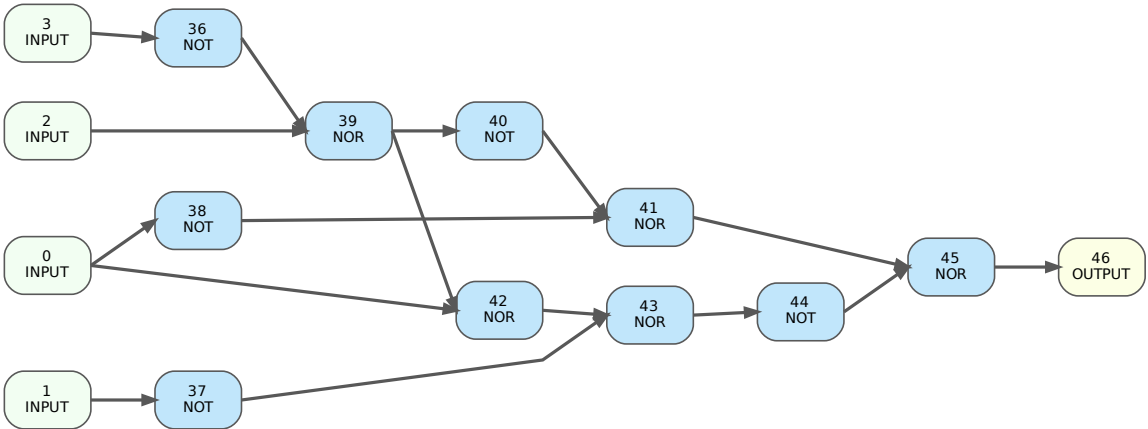 3
INPUT
36
NOT
2
INPUT
39
NOR
40
NOT
38
NOT
41
NOR
0
INPUT
45
NOR
46
OUTPUT
42
NOR
43
NOR
44
NOT
1
INPUT
37
NOT